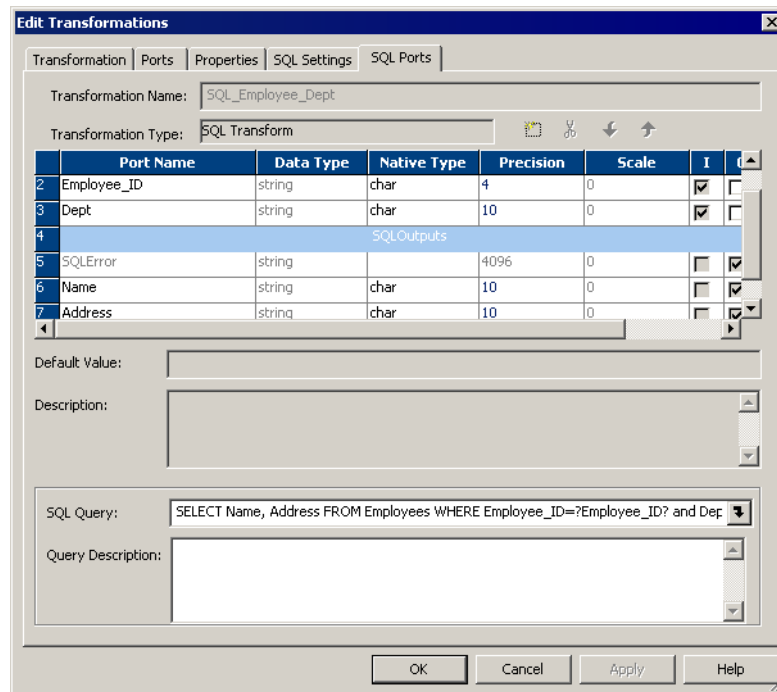 Edit Transformations
Transformation Ports Properties SQL Settings SQL Ports
Transformation Name: SQL_Employee_Dept
Transformation Type: SQL Transform
Port Name Data Type Native Type Precision Scale I
2 Employee_ID string char 4 0
3 Dept string char 10 0
4 SQLOutputs
5 SQLError string 4096 0
6 Name string char 10 0
7 Address string char 10 0
Default Value:
Description:
SQL Query: SELECT Name, Address FROM Employees WHERE Employee_ID=?Employee_ID? and Dep
Query Description:
OK Cancel Apply Help